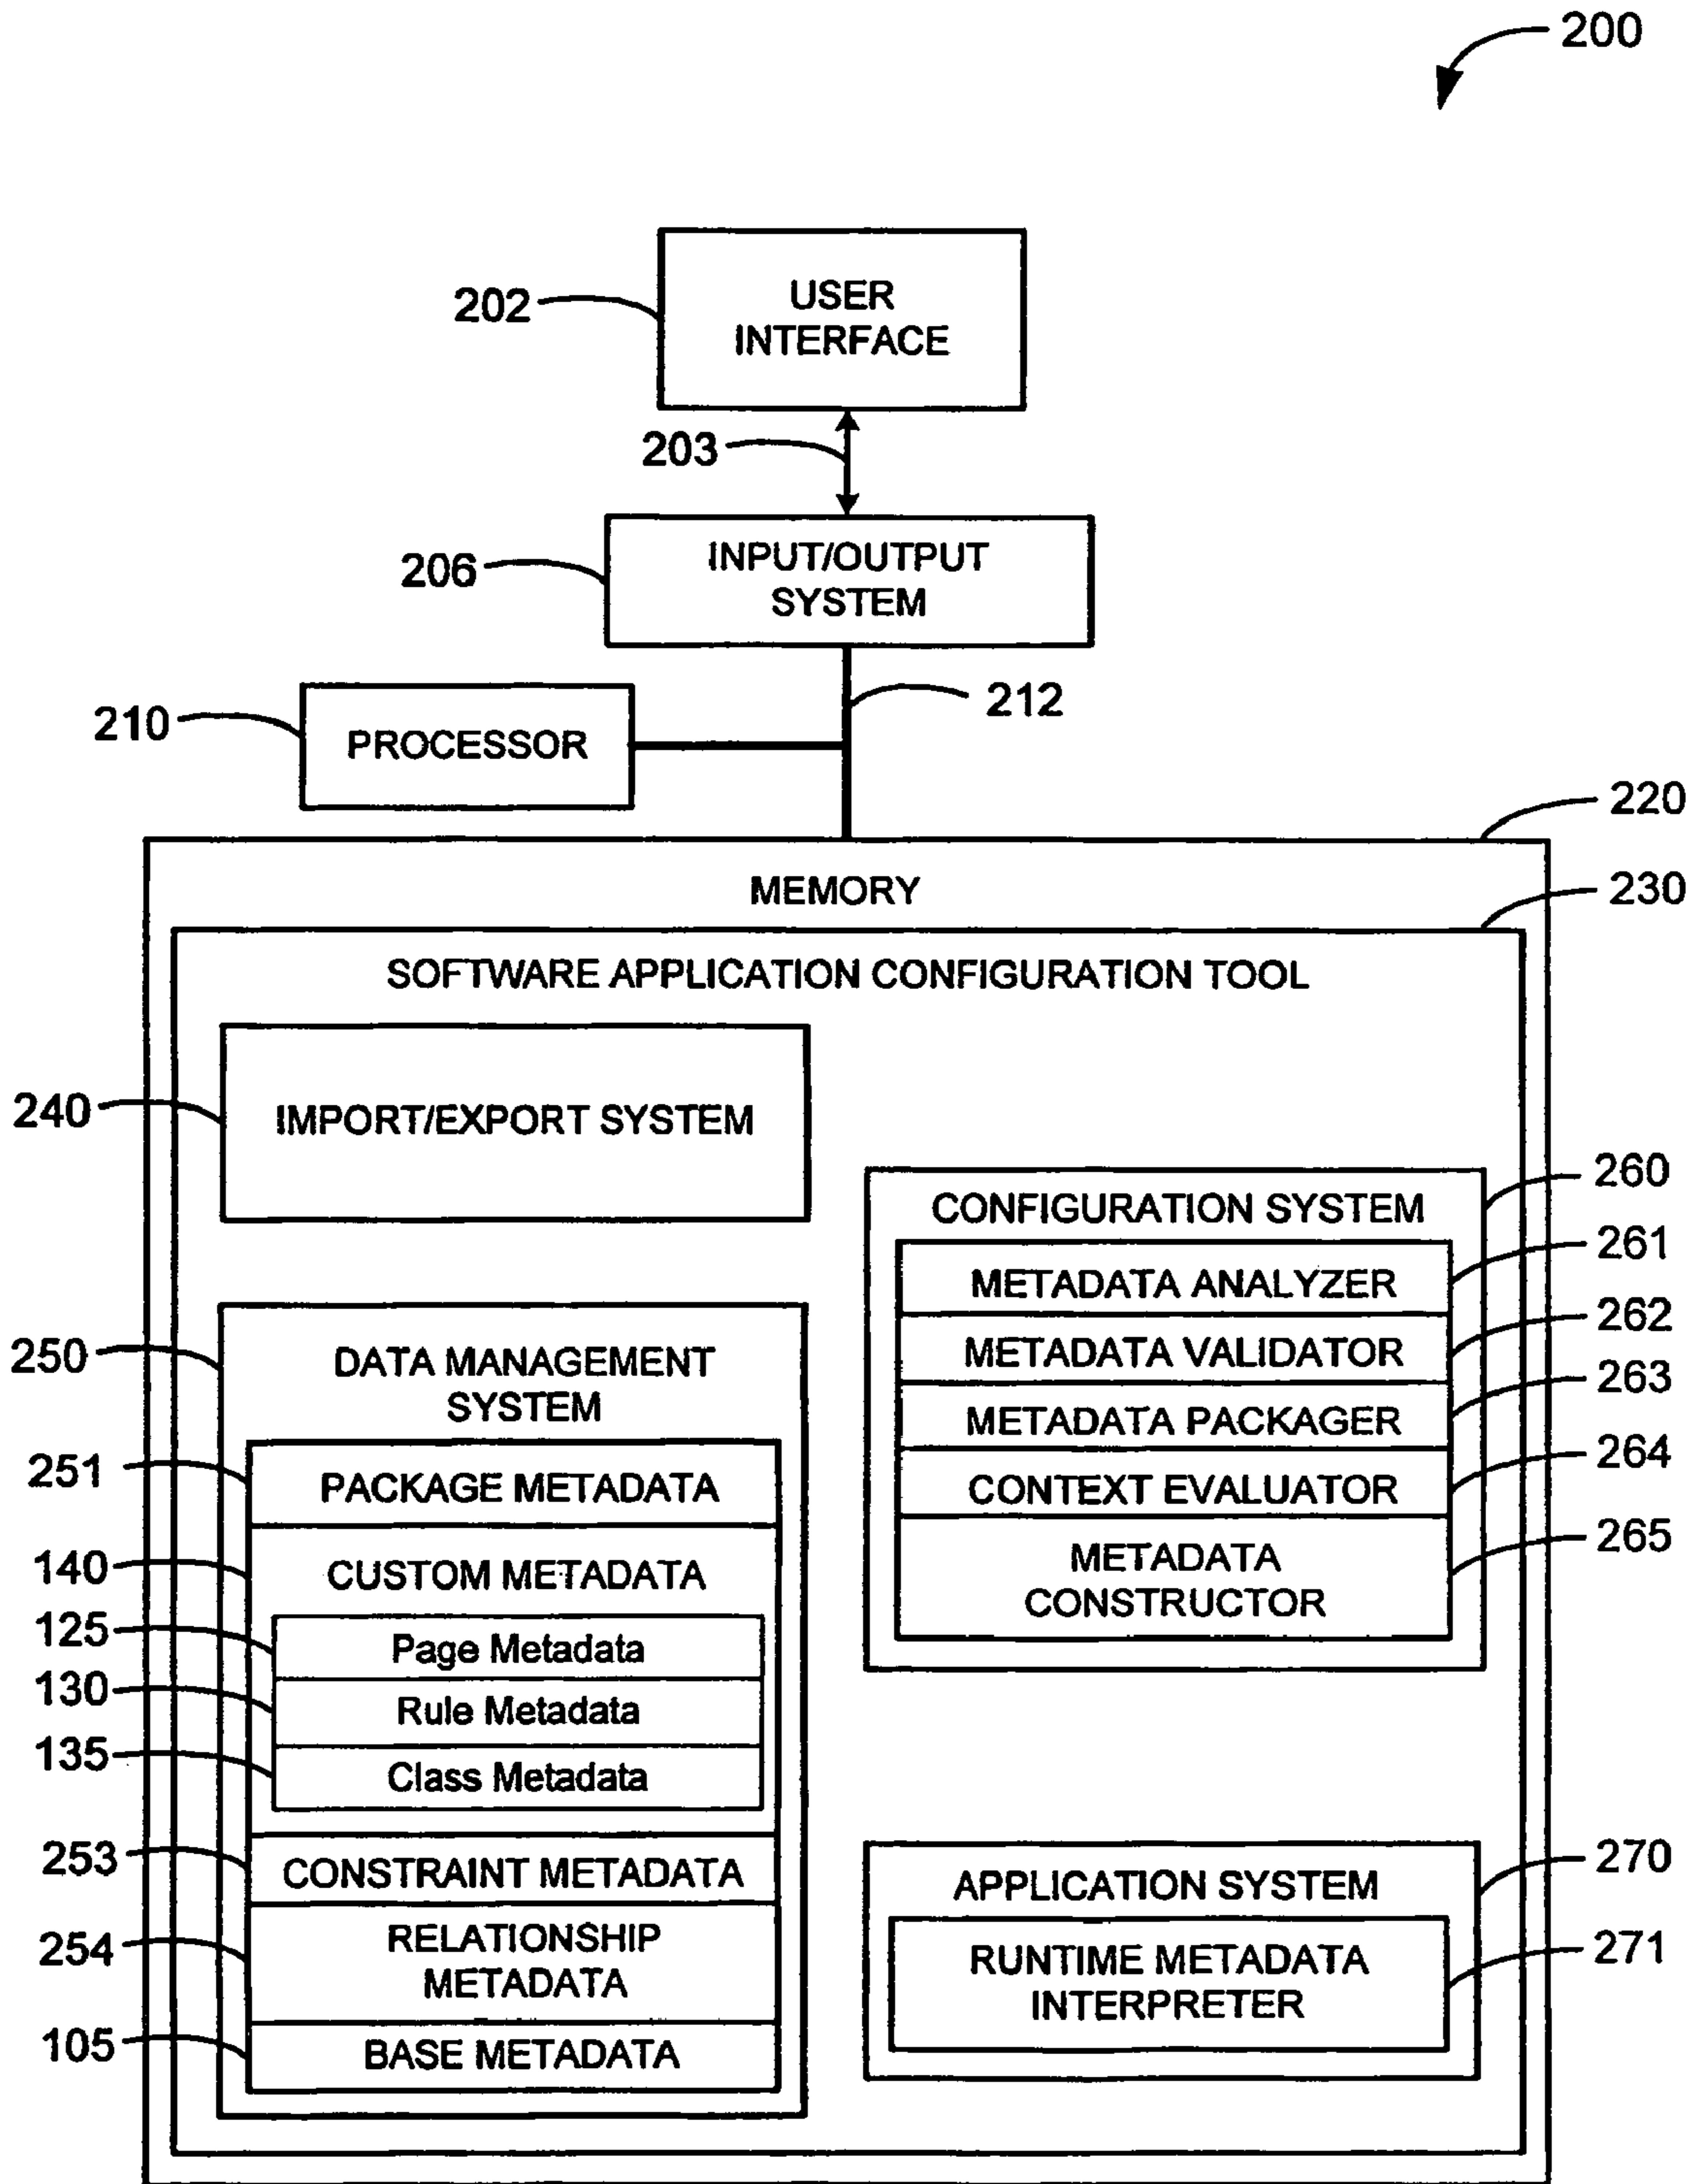 200
202
USER
INTERFACE
203
206
INPUT/OUTPUT
SYSTEM
212
210
PROCESSOR
220
MEMORY
230
SOFTWARE APPLICATION CONFIGURATION TOOL
240
IMPORT/EXPORT SYSTEM
250
DATA MANAGEMENT
SYSTEM
251
PACKAGE METADATA
140
CUSTOM METADATA
125
Page Metadata
130
Rule Metadata
135
Class Metadata
253
CONSTRAINT METADATA
254
RELATIONSHIP
METADATA
105
BASE METADATA
260
CONFIGURATION SYSTEM
261
METADATA ANALYZER
262
METADATA VALIDATOR
263
METADATA PACKAGER
264
CONTEXT EVALUATOR
265
METADATA
CONSTRUCTOR
270
APPLICATION SYSTEM
271
RUNTIME METADATA
INTERPRETER